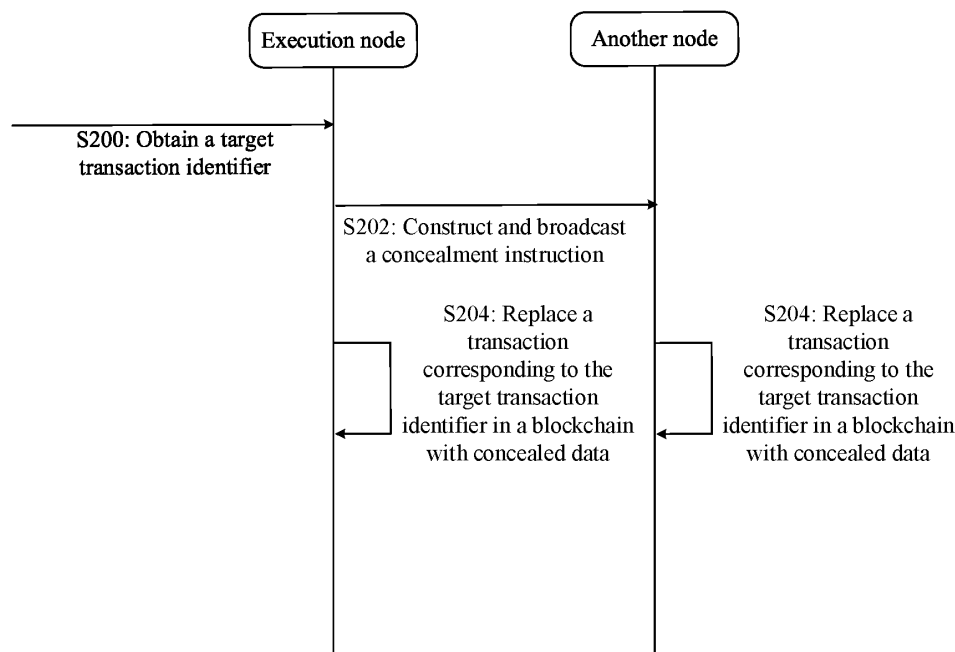 Execution node
Another node
S200: Obtain a target
transaction identifier
S202: Construct and broadcast
a concealment instruction
S204: Replace a
transaction
corresponding to the
target transaction
identifier in a blockchain
with concealed data
S204: Replace a
transaction
corresponding to the
target transaction
identifier in a blockchain
with concealed data